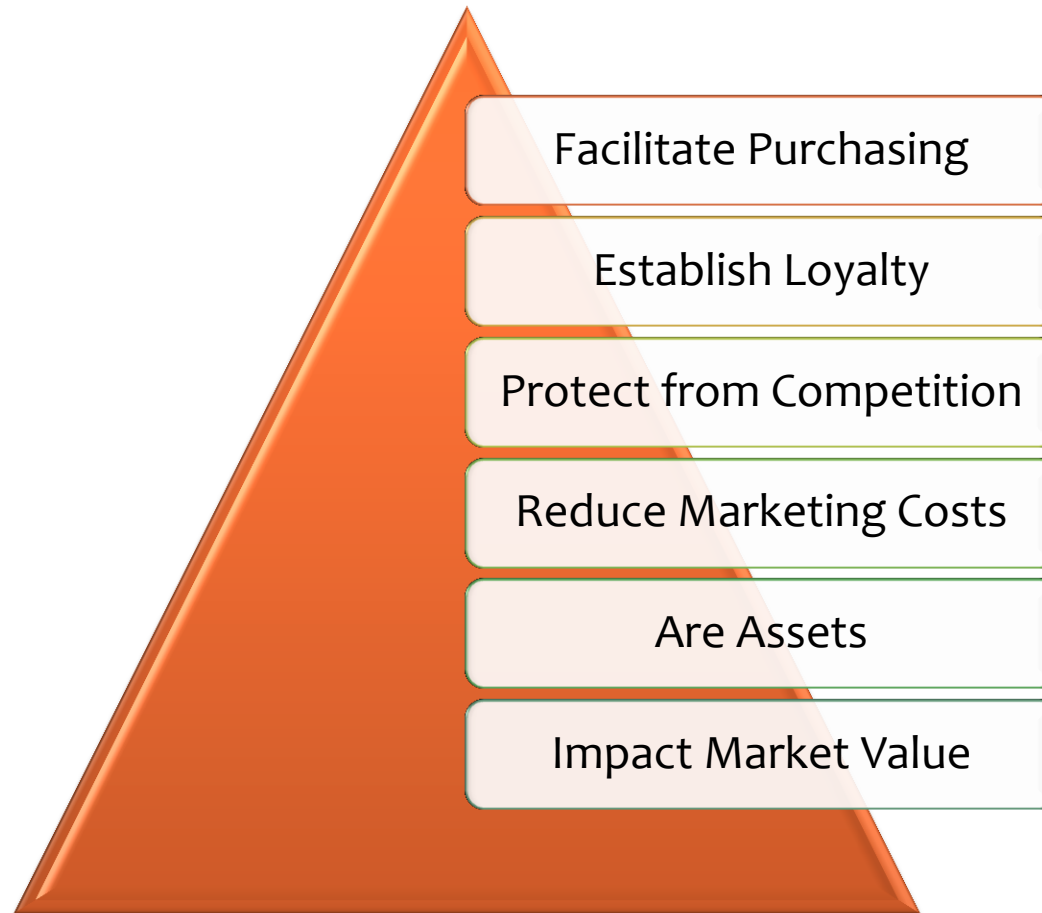 Facilitate Purchasing
Establish Loyalty
Protect from Competition
Reduce Marketing Costs
Are Assets
Impact Market Value